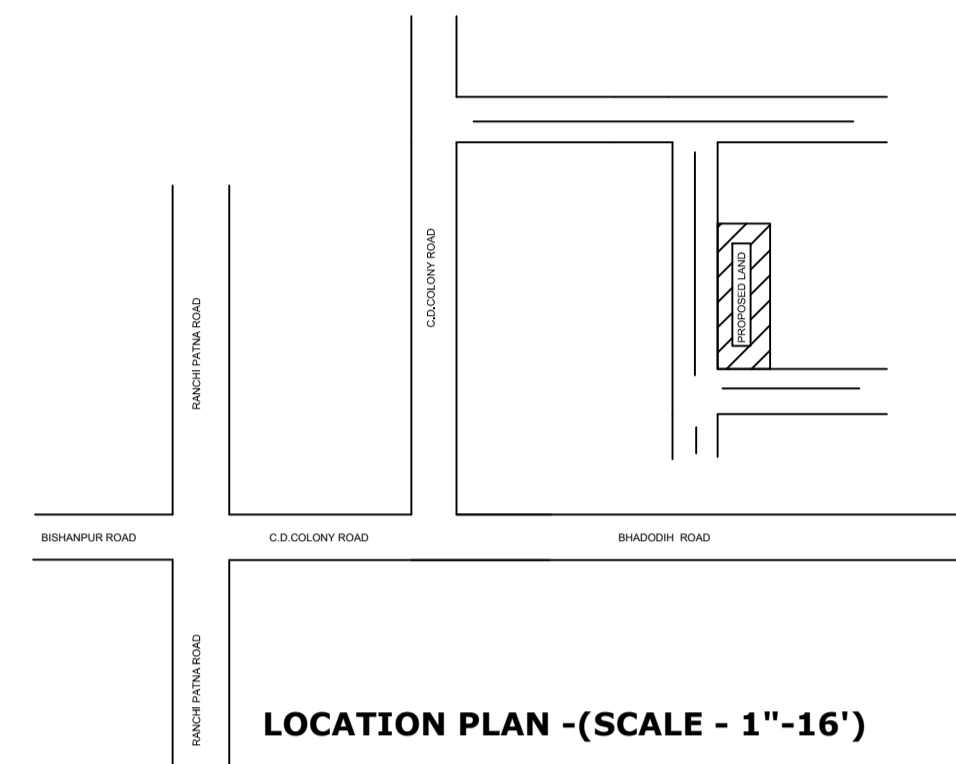 C.D.COLONY ROAD
PROPOSED LAND
RANCHI PATNA ROAD
BISHANPUR ROAD
C.D.COLONY ROAD
BHADODIH ROAD
RANCHI PATNA ROAD
LOCATION PLAN -(SCALE - 1"-16')